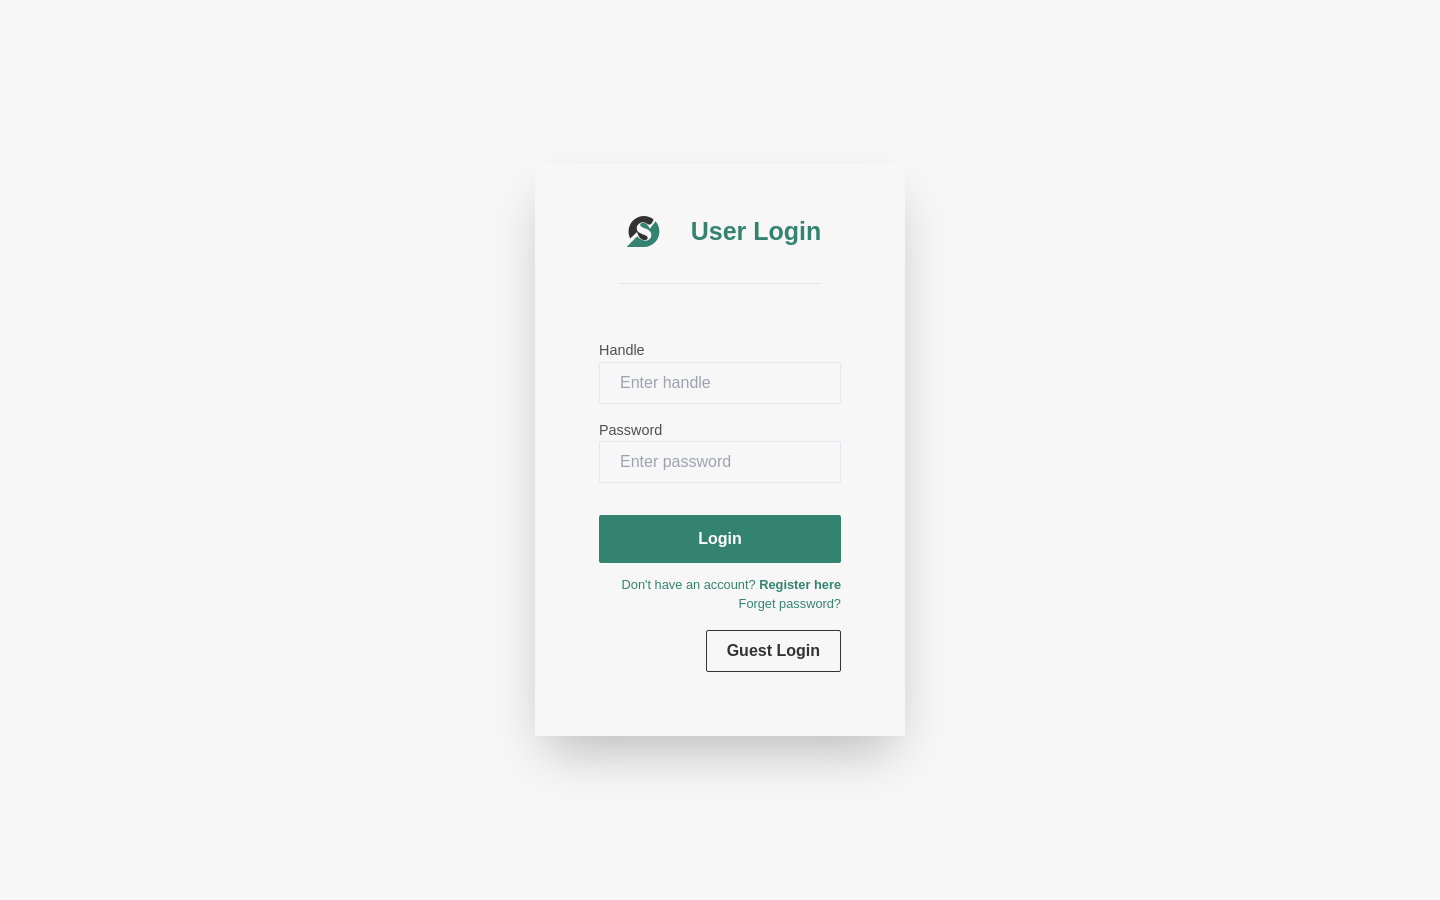 User Login
Handle
Enter handle
Password
Enter password
Login
Don't have an account? Register here
Forget password?
Guest Login